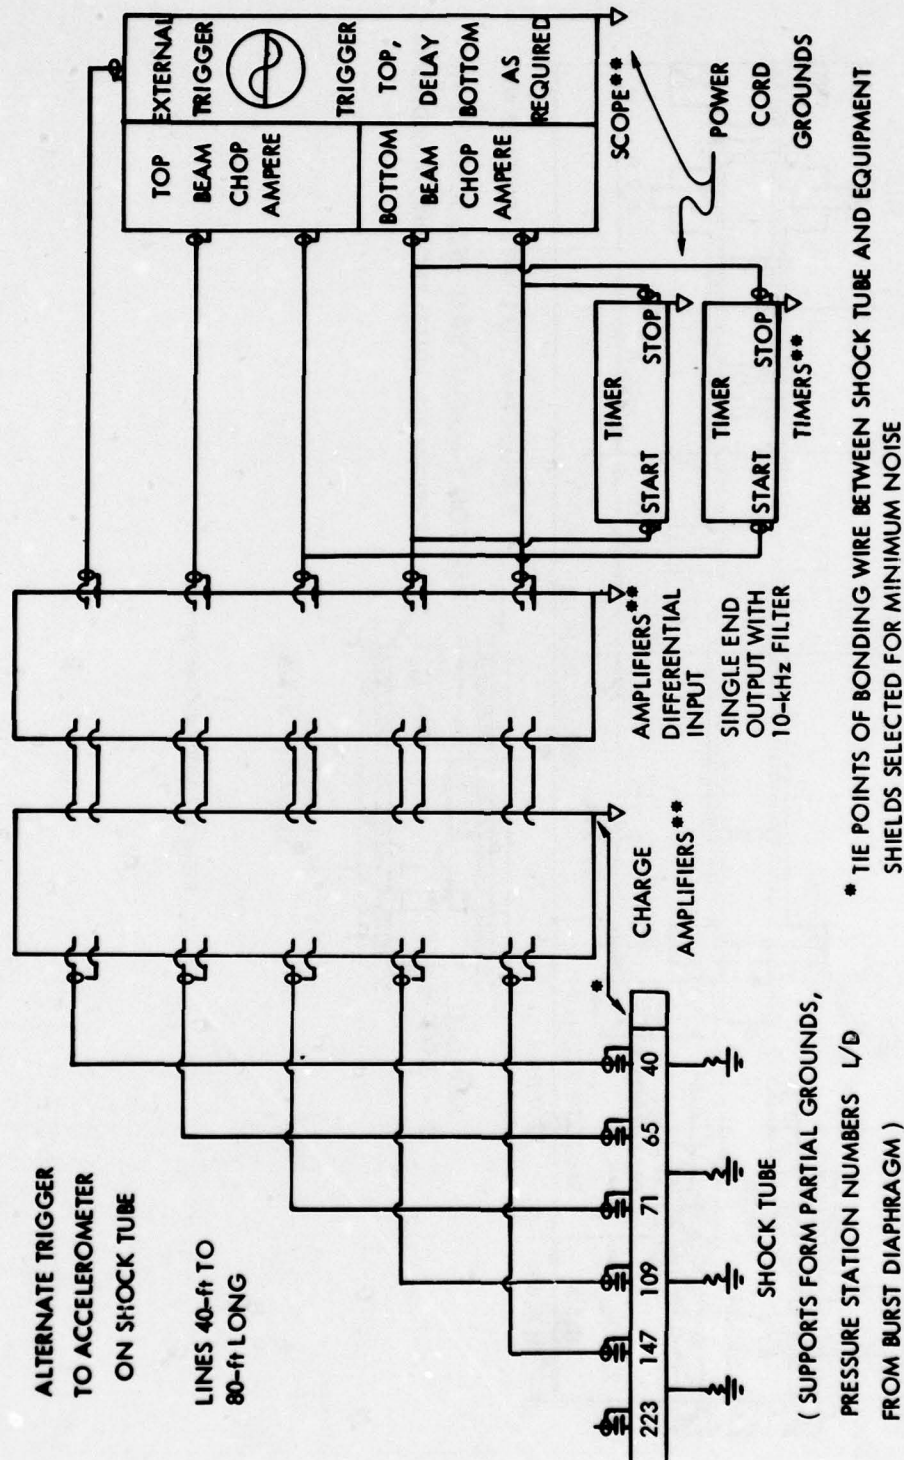 ALTERNATE TRIGGER
TO ACCELEROMETER
ON SHOCK TUBE
LINES 40-ft TO
80-ft LONG
TOP
BEAM
CHOP
AMPERE
BOTTOM
BEAM
CHOP
AMPERE
EXTERNAL
TRIGGER
TRIGGER
TOP,
DELAY
BOTTOM
AS
REQUIRED
SCOPE**
POWER
CORD
GROUNDS
TIMER
START STOP
TIMER
START STOP
TIMERS**
AMPLIFIERS**
DIFFERENTIAL
INPUT
SINGLE END
OUTPUT WITH
10-kHz FILTER
CHARGE
AMPLIFIERS**
*
223 147 109 71 65 40
SHOCK TUBE
( SUPPORTS FORM PARTIAL GROUNDS,
PRESSURE STATION NUMBERS L/D
FROM BURST DIAPHRAGM )
* TIE POINTS OF BONDING WIRE BETWEEN SHOCK TUBE AND EQUIPMENT
SHIELDS SELECTED FOR MINIMUM NOISE